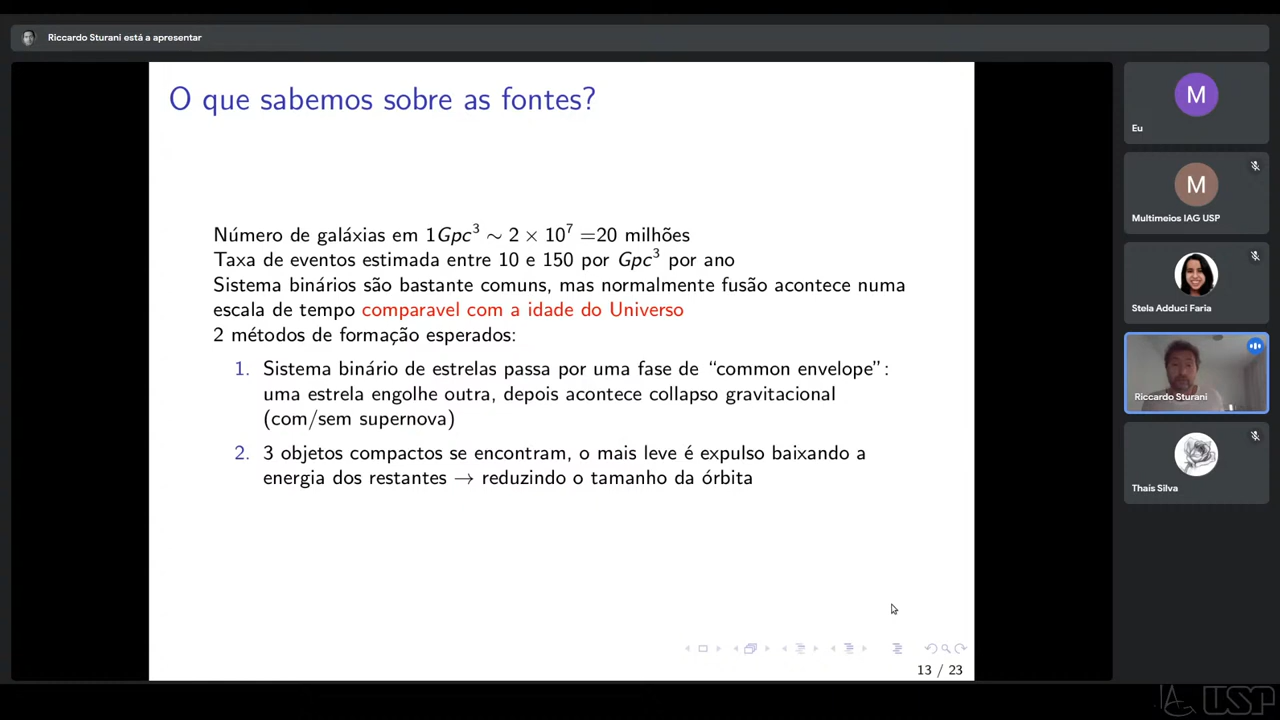 Riccardo Sturani está a apresentar
O que sabemos sobre as fontes?
Número de galáxias em 1Gpc³ ∼ 2 × 10⁷ =20 milhões
Taxa de eventos estimada entre 10 e 150 por Gpc³ por ano
Sistema binários são bastante comuns, mas normalmente fusão acontece numa
escala de tempo comparavel com a idade do Universo
2 métodos de formação esperados:
1. Sistema binário de estrelas passa por uma fase de “common envelope”:
uma estrela engolhe outra, depois acontece collapso gravitacional
(com/sem supernova)
2. 3 objetos compactos se encontram, o mais leve é expulso baixando a
energia dos restantes → reduzindo o tamanho da órbita
13 / 23
M
Eu
M
Multimeios IAG USP
Stela Adduci Faria
Riccardo Sturani
Thais Silva
USP